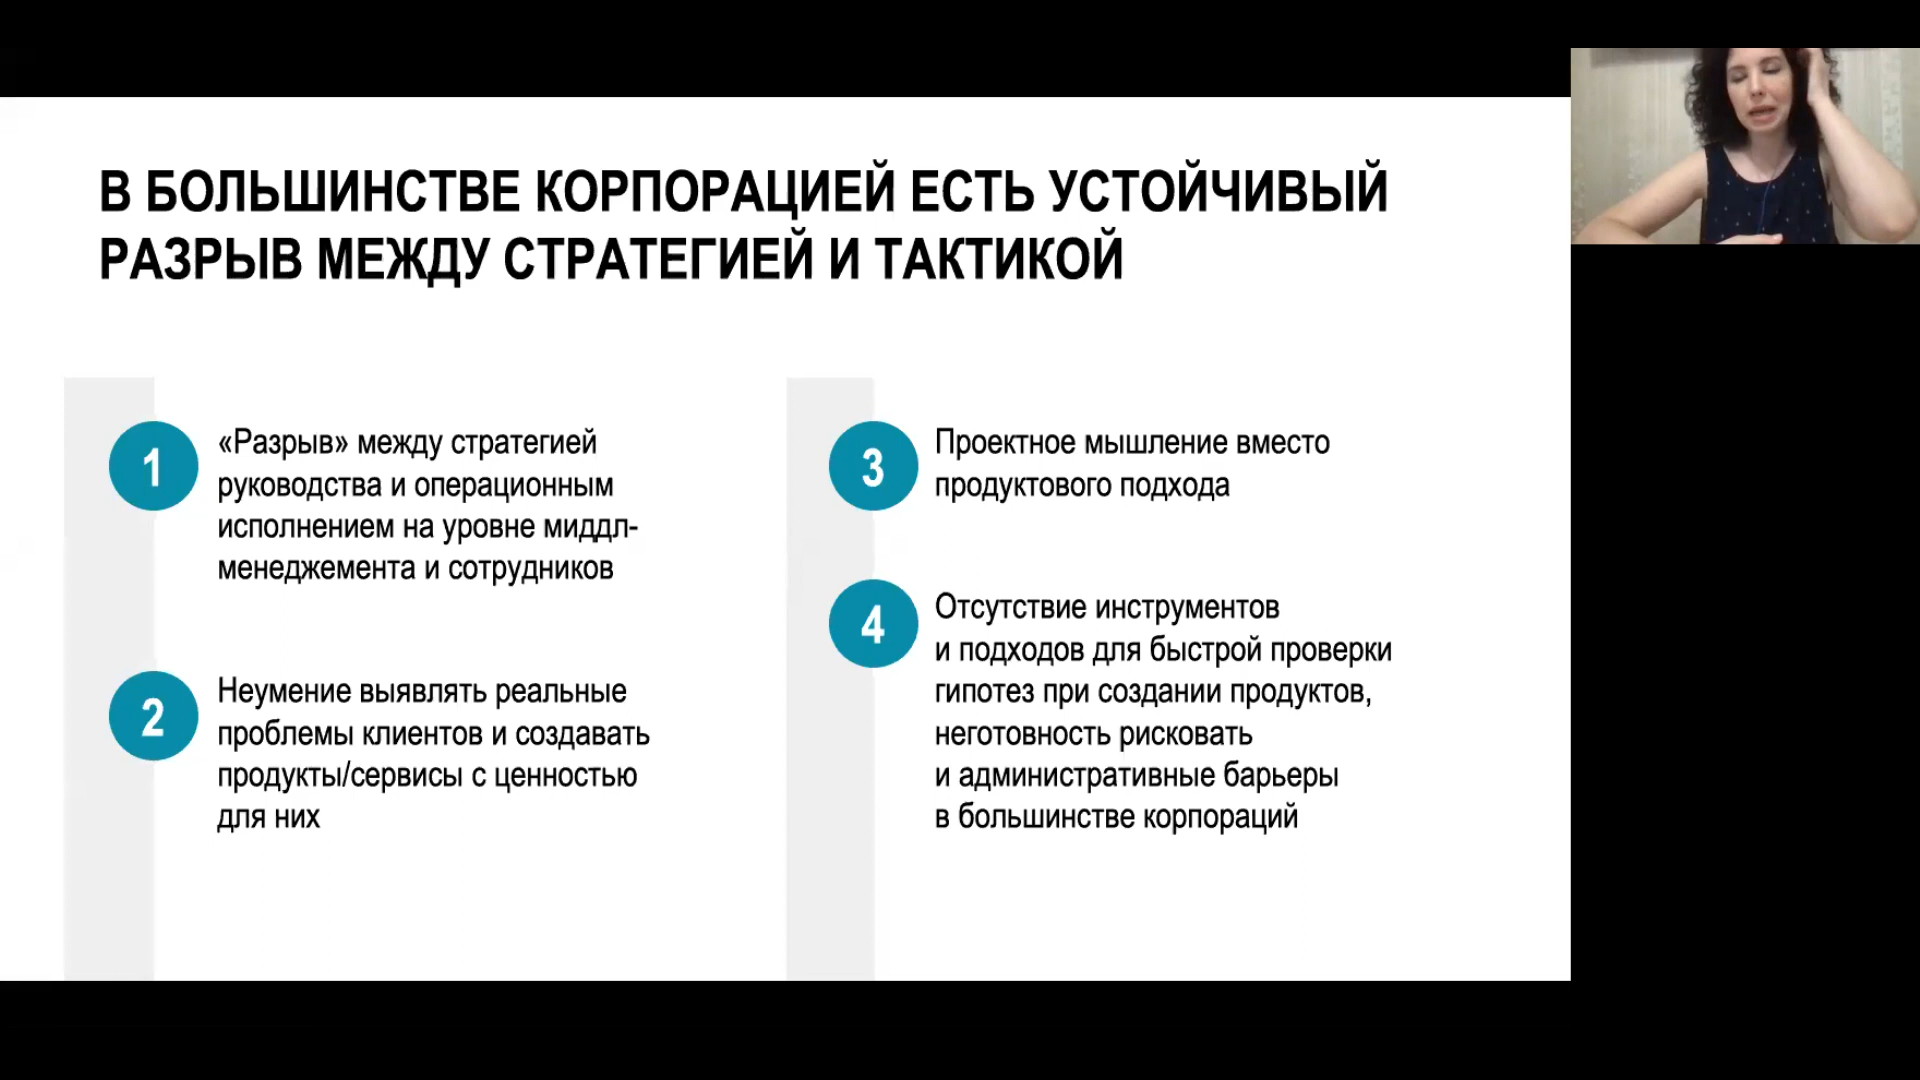 В БОЛЬШИНСТВЕ КОРПОРАЦИЕЙ ЕСТЬ УСТОЙЧИВЫЙ
РАЗРЫВ МЕЖДУ СТРАТЕГИЕЙ И ТАКТИКОЙ
1
«Разрыв» между стратегией
руководства и операционным
исполнением на уровне миддл-
менеджемента и сотрудников
2
Неумение выявлять реальные
проблемы клиентов и создавать
продукты/сервисы с ценностью
для них
3
Проектное мышление вместо
продуктового подхода
4
Отсутствие инструментов
и подходов для быстрой проверки
гипотез при создании продуктов,
неготовность рисковать
и административные барьеры
в большинстве корпораций